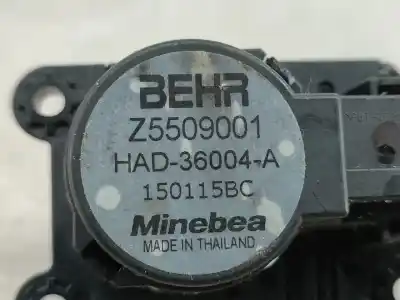 BEHR
Z5509001
HAD-36004-A
150115BC
Minebea
MADE IN THAILAND